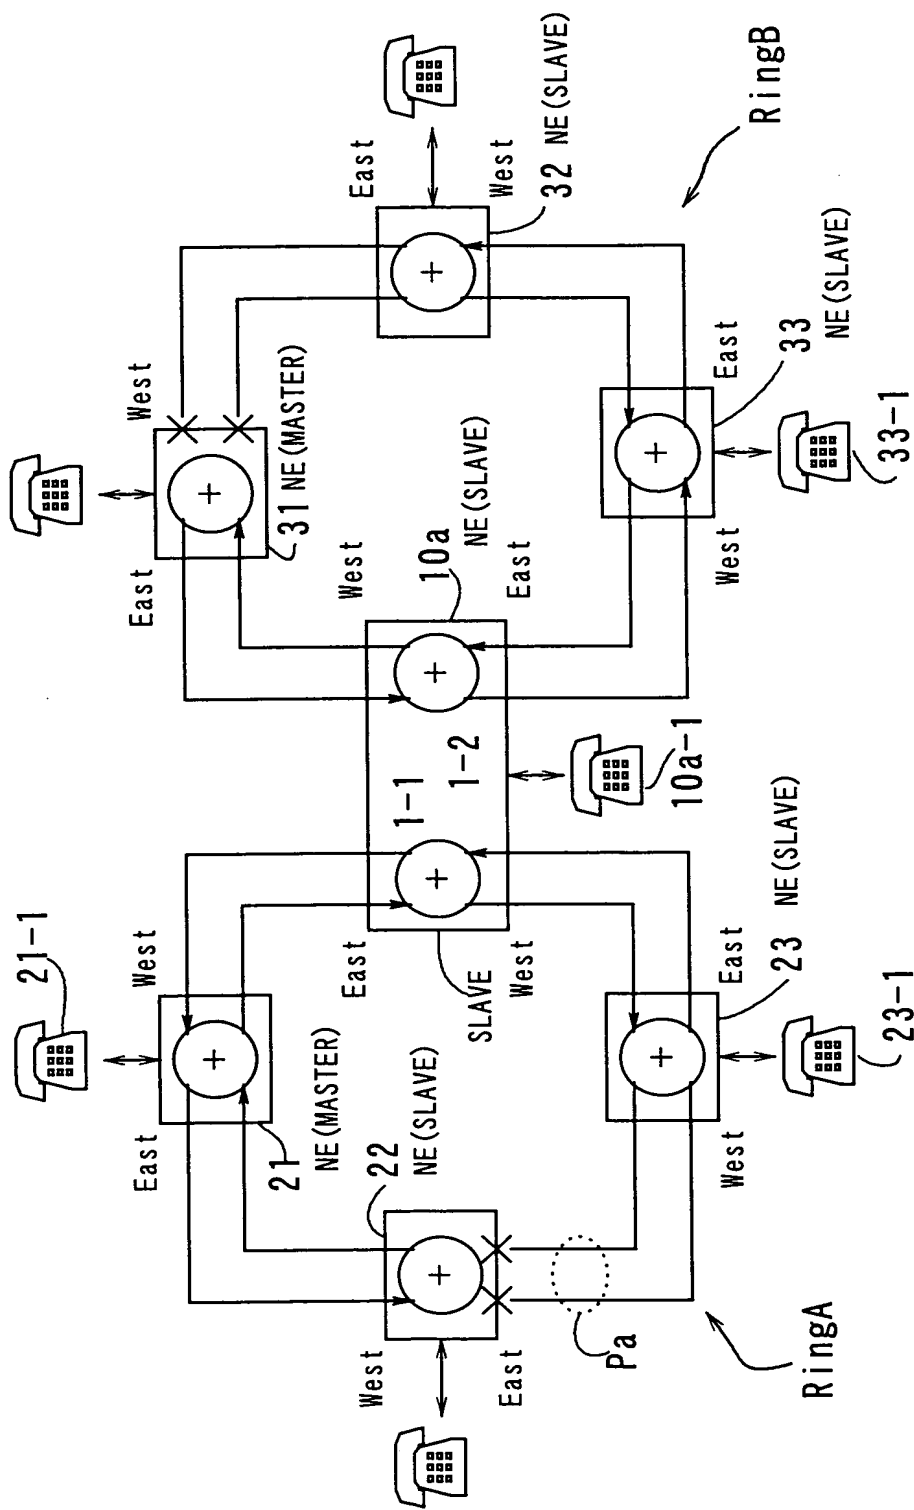 21-1
East
West
East
West
21
NE(MASTER)
31 NE(MASTER)
West
East
West
East
22
NE(SLAVE)
1-1
10a
NE(SLAVE)
1-2
SLAVE
East
West
East
West
32 NE(SLAVE)
Pa
10a-1
West
East
West
East
RingB
23 NE(SLAVE)
33
NE(SLAVE)
RingA
23-1
33-1